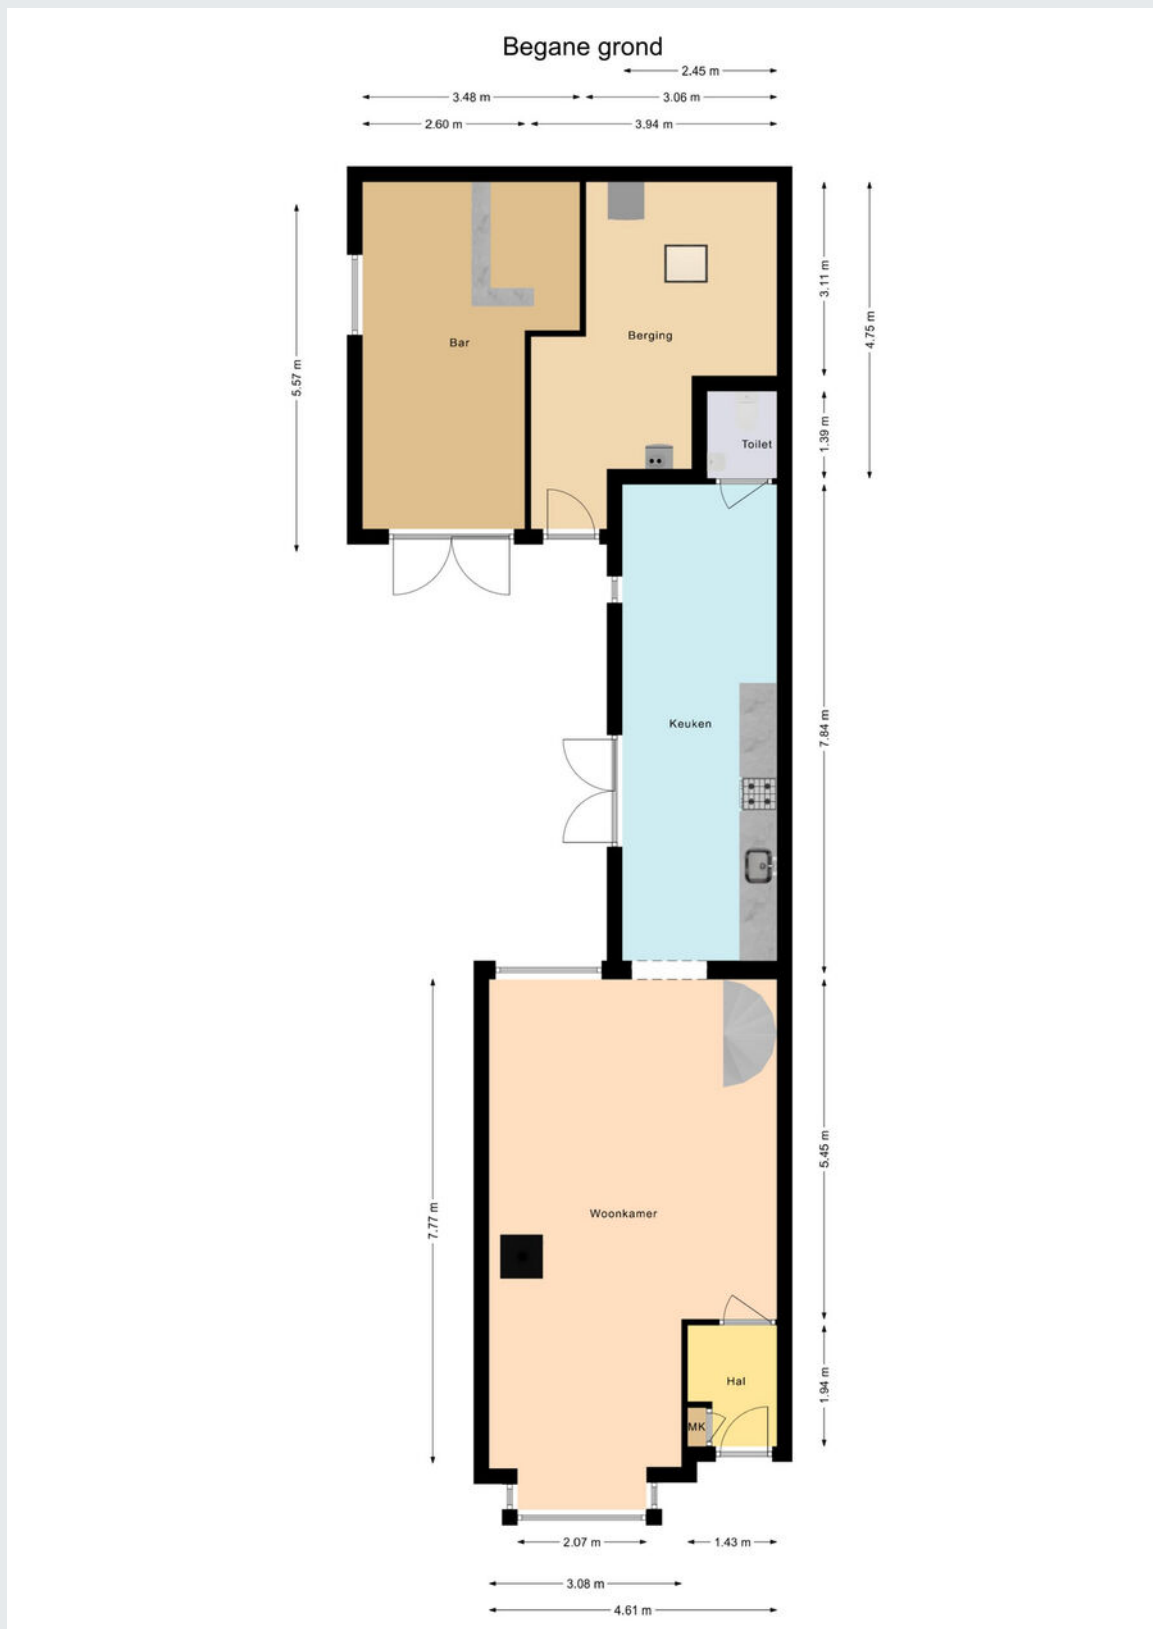 Begane grond
2.45 m
3.48 m
3.06 m
2.60 m
3.94 m
5.57 m
3.11 m
4.75 m
Bar
Berging
1.39 m
Toilet
Keuken
7.84 m
7.77 m
5.45 m
Woonkamer
Hal
1.94 m
MK
2.07 m
1.43 m
3.08 m
4.61 m